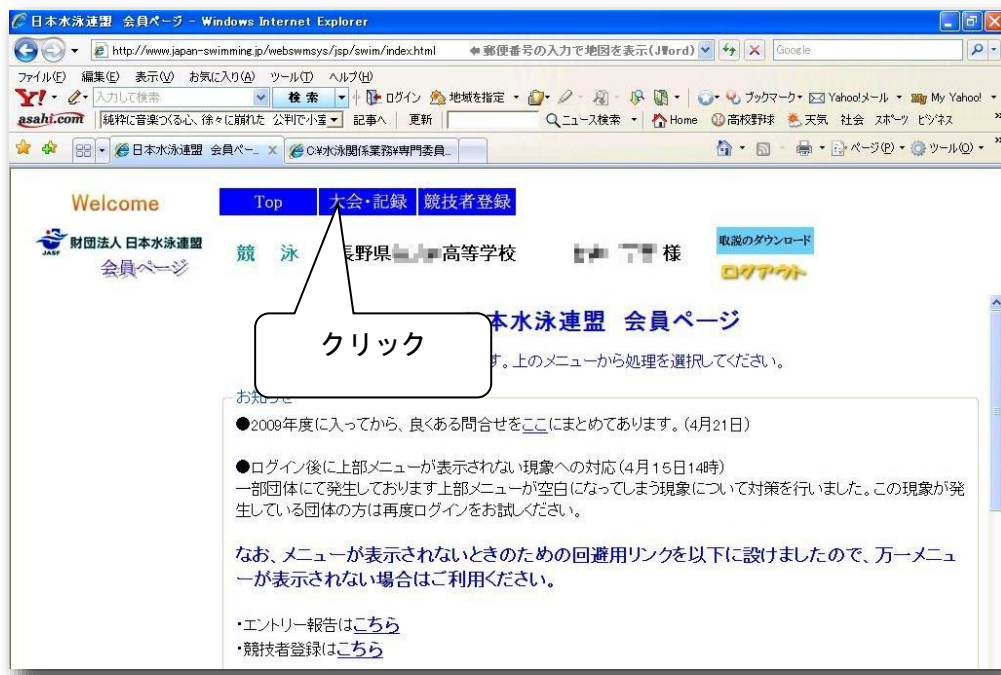 日本水泳連盟 会員ページ - Windows Internet Explorer
http://www.japan-swimming.jp/webswmsys/jsp/swim/index.html
郵便番号の入力で地図を表示(JWord)
Google
ファイル(F) 編集(E) 表示(V) お気に入り(A) ツール(T) ヘルプ(H)
Y! 入力して検索 検索 ログイン 地域を指定 ブックマーク Yahoo!メール My Yahoo!
asahi.com 純粋に音楽つくる心、徐々に崩れた 公判で小室 記事へ 更新 ニュース検索 Home 高校野球 天気 社会 スポーツ ビジネス
日本水泳連盟 会員ペー... C:¥水泳関係業務¥専門委員... ページ(P) ツール(O)
Welcome Top 大会・記録 競技者登録
財団法人 日本水泳連盟
JASF
会員ページ
競 泳 長野県 高等学校 様
取説のダウンロード
ログアウト
クリック
本水泳連盟 会員ページ
す。上のメニューから処理を選択してください。
お知らせ
●2009年度に入ってから、良くある問合せをここにまとめてあります。(4月21日)
●ログイン後に上部メニューが表示されない現象への対応(4月15日14時)
一部団体にて発生しております上部メニューが空白になってしまう現象について対策を行いました。この現象が発
生している団体の方は再度ログインをお試しください。
なお、メニューが表示されないときのための回避用リンクを以下に設けましたので、万一メニュ
ーが表示されない場合はご利用ください。
・エントリー報告はこちら
・競技者登録はこちら